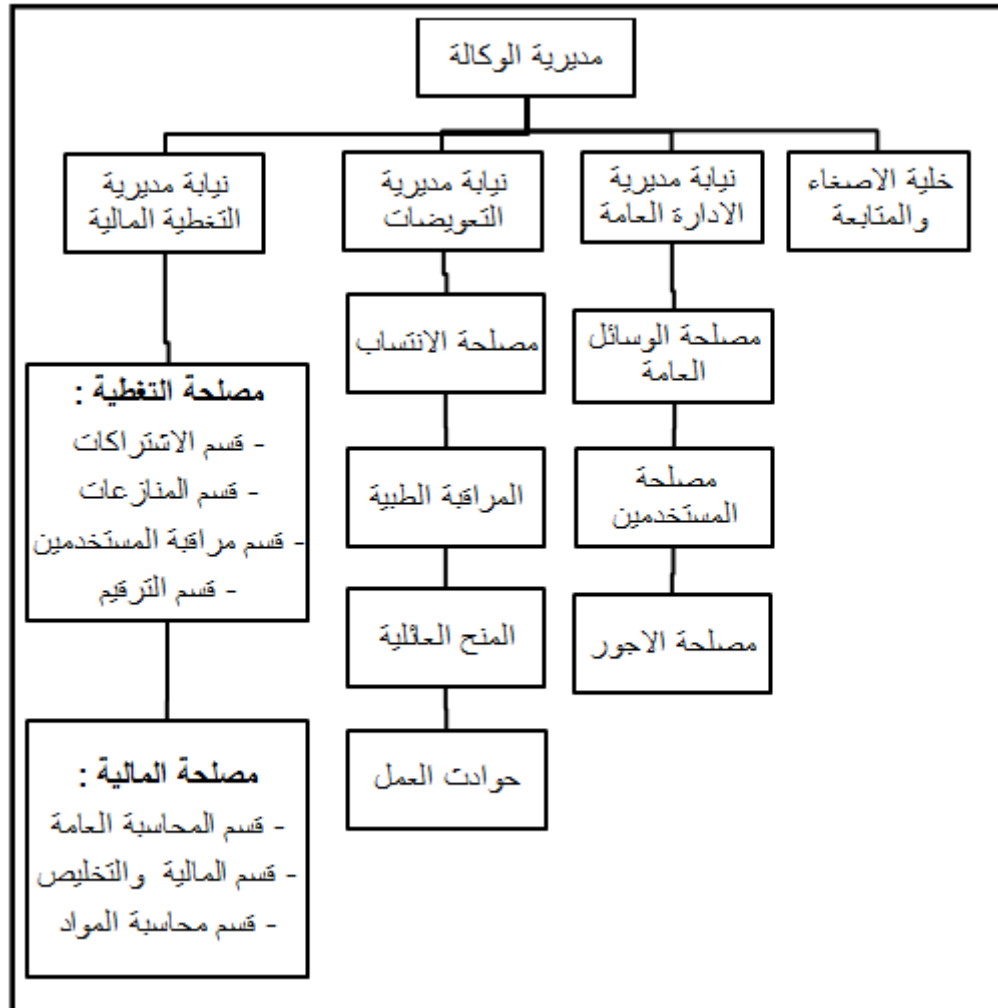 مديرية الوكالة
خلية الاصغاء
والمتابعة
نيابة مديرية
الادارة العامة
مصلحة الوسائل
العامة
مصلحة
المستخدمين
مصلحة الاجور
نيابة مديرية
التعويضات
مصلحة الانتساب
المراقبة الطبية
المنح العائلية
حوادت العمل
نيابة مديرية
التغطية المالية
مصلحة التغطية :
- قسم الاشتراكات
- قسم المنازعات
- قسم مراقبة المستخدمين
- قسم الترقيم
مصلحة المالية :
- قسم المحاسبة العامة
- قسم المالية والتخليص
- قسم محاسبة المواد